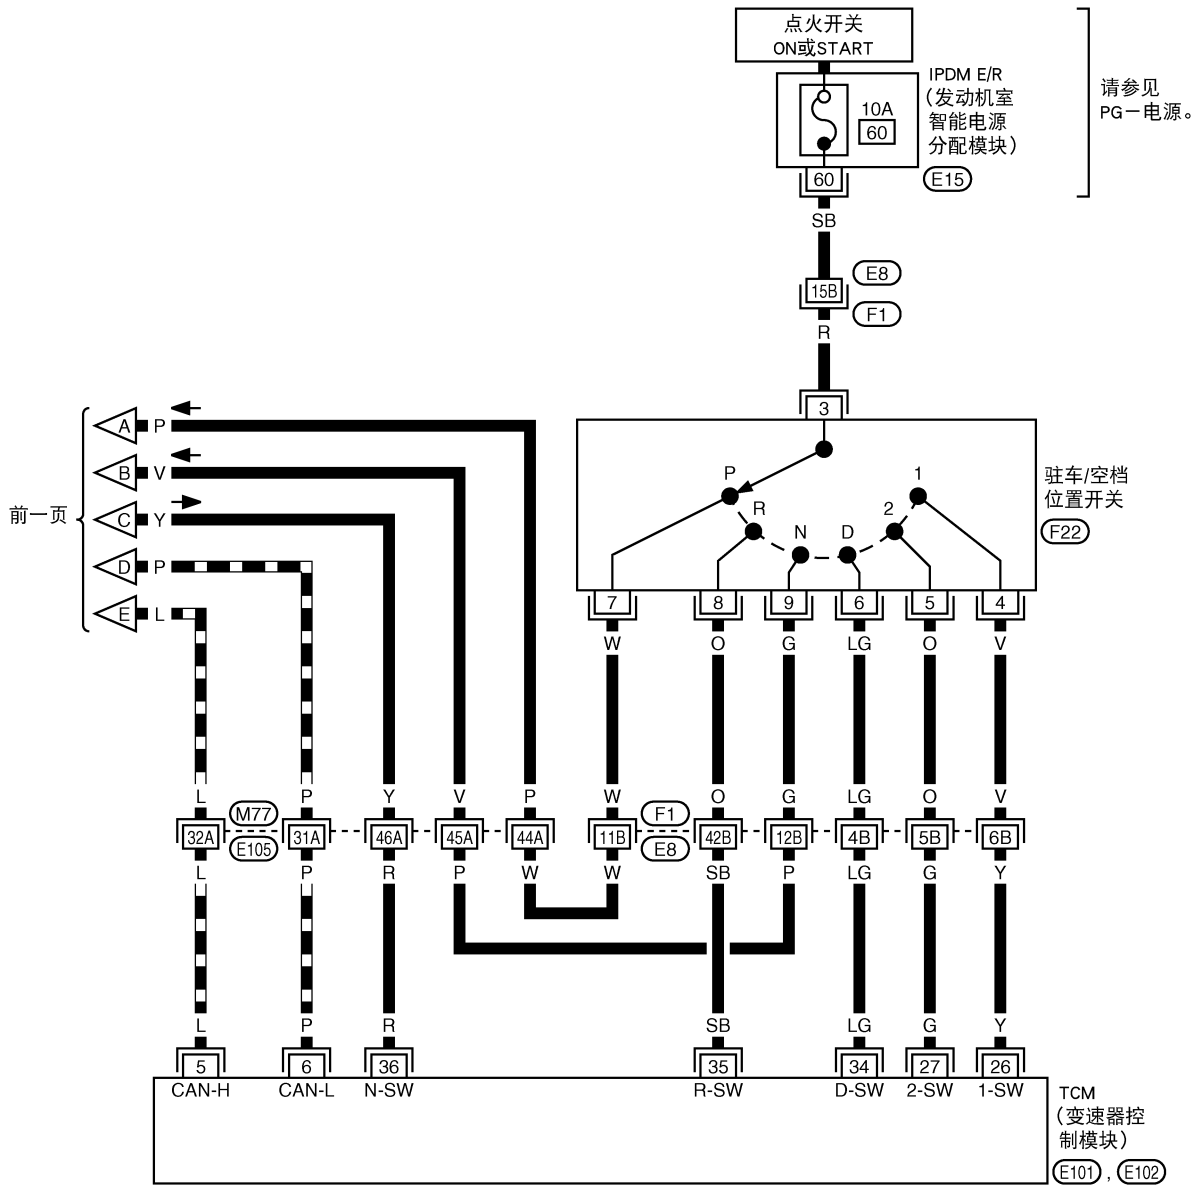 点火开关
ON或START
IPDM E/R
（发动机室
智能电源
分配模块）
10A
60
60
E15
请参见
PG－电源。
SB
E8
15B
F1
R
3
前一页
A P
B V
C Y
D P
E L
P
R
N
D
2
1
驻车/空档
位置开关
F22
7 8 9 6 5 4
W O G LG O V
L P Y V P W O G LG O V
M77 F1
32A 31A 46A 45A 44A 11B 42B 12B 4B 5B 6B
E105 E8
L P R P W W SB P LG G Y
L P R SB LG G Y
5 6 36 35 34 27 26
CAN-H CAN-L N-SW R-SW D-SW 2-SW 1-SW
TCM
（变速器控
制模块）
E101 , E102